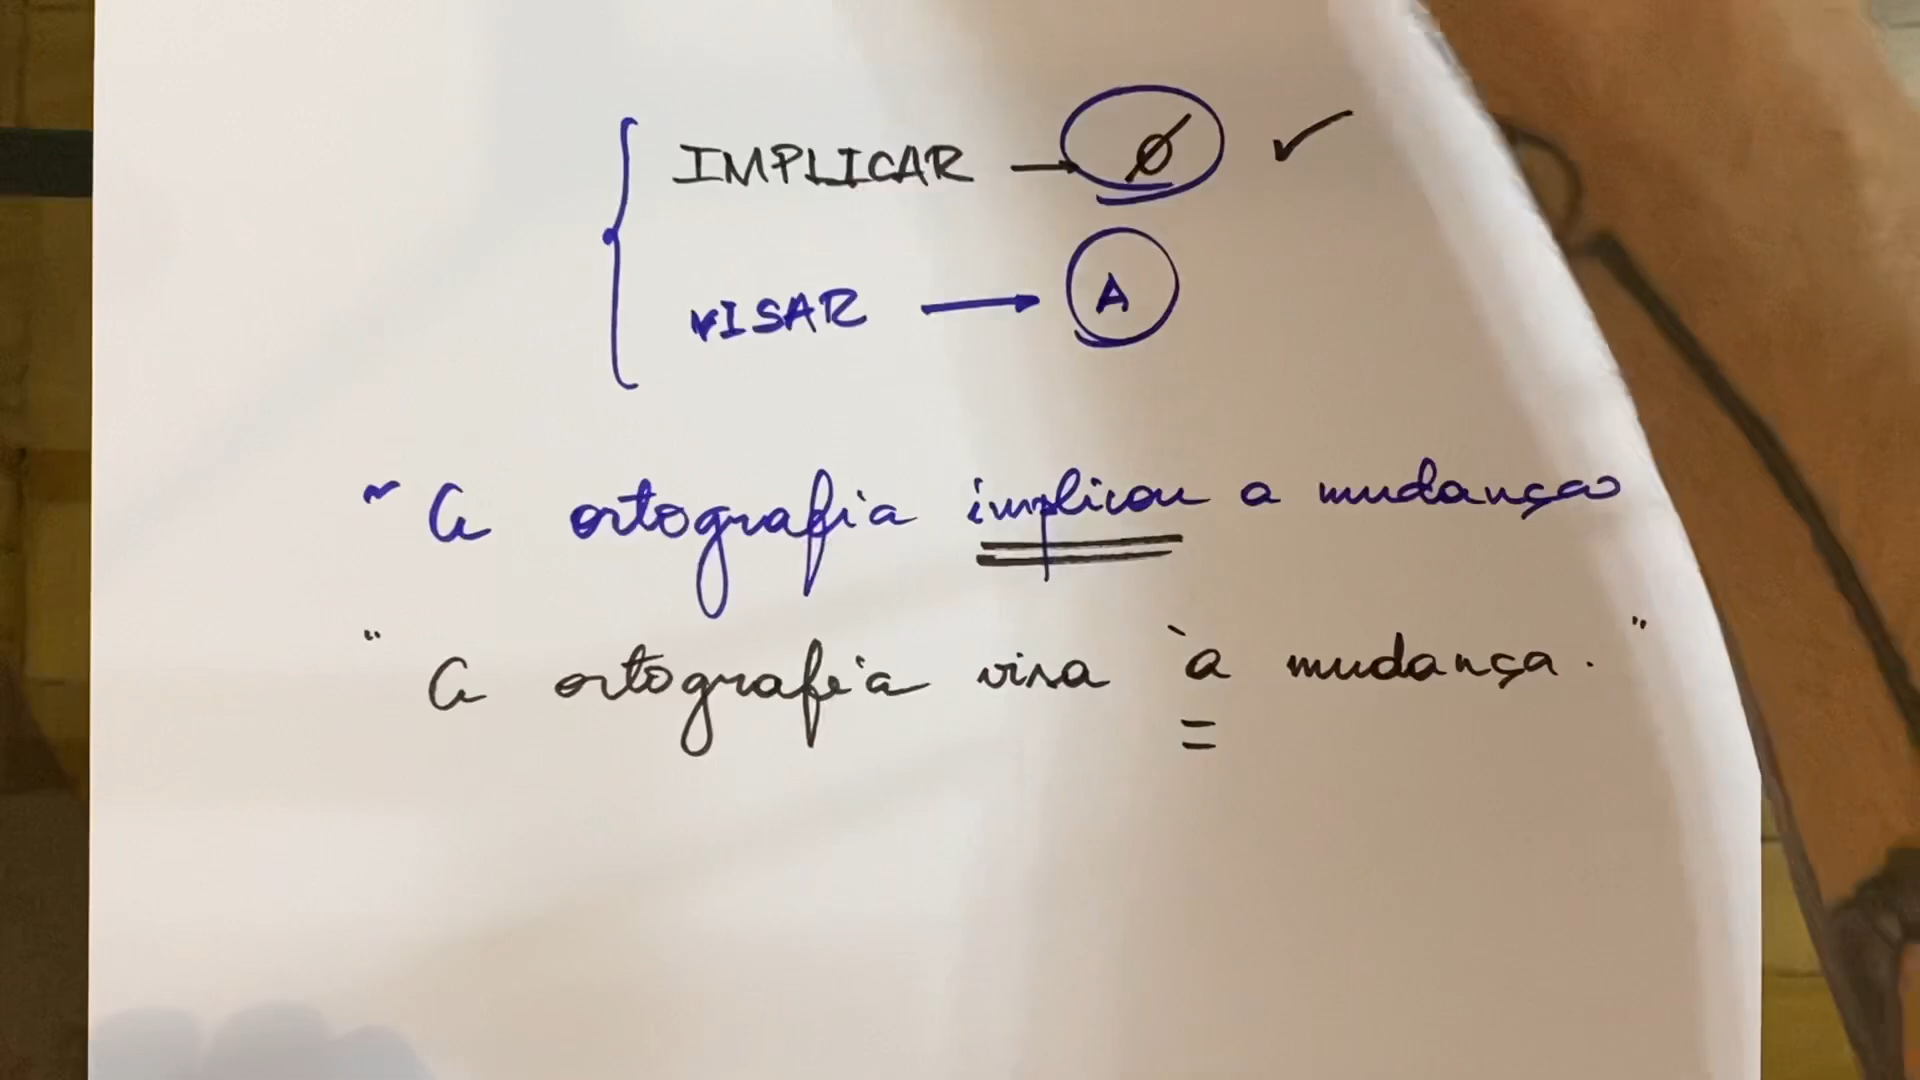 IMPLICAR → ∅ ✓
VISAR → A
" A ortografia implicou a mudança
" A ortografia visa à mudança. "